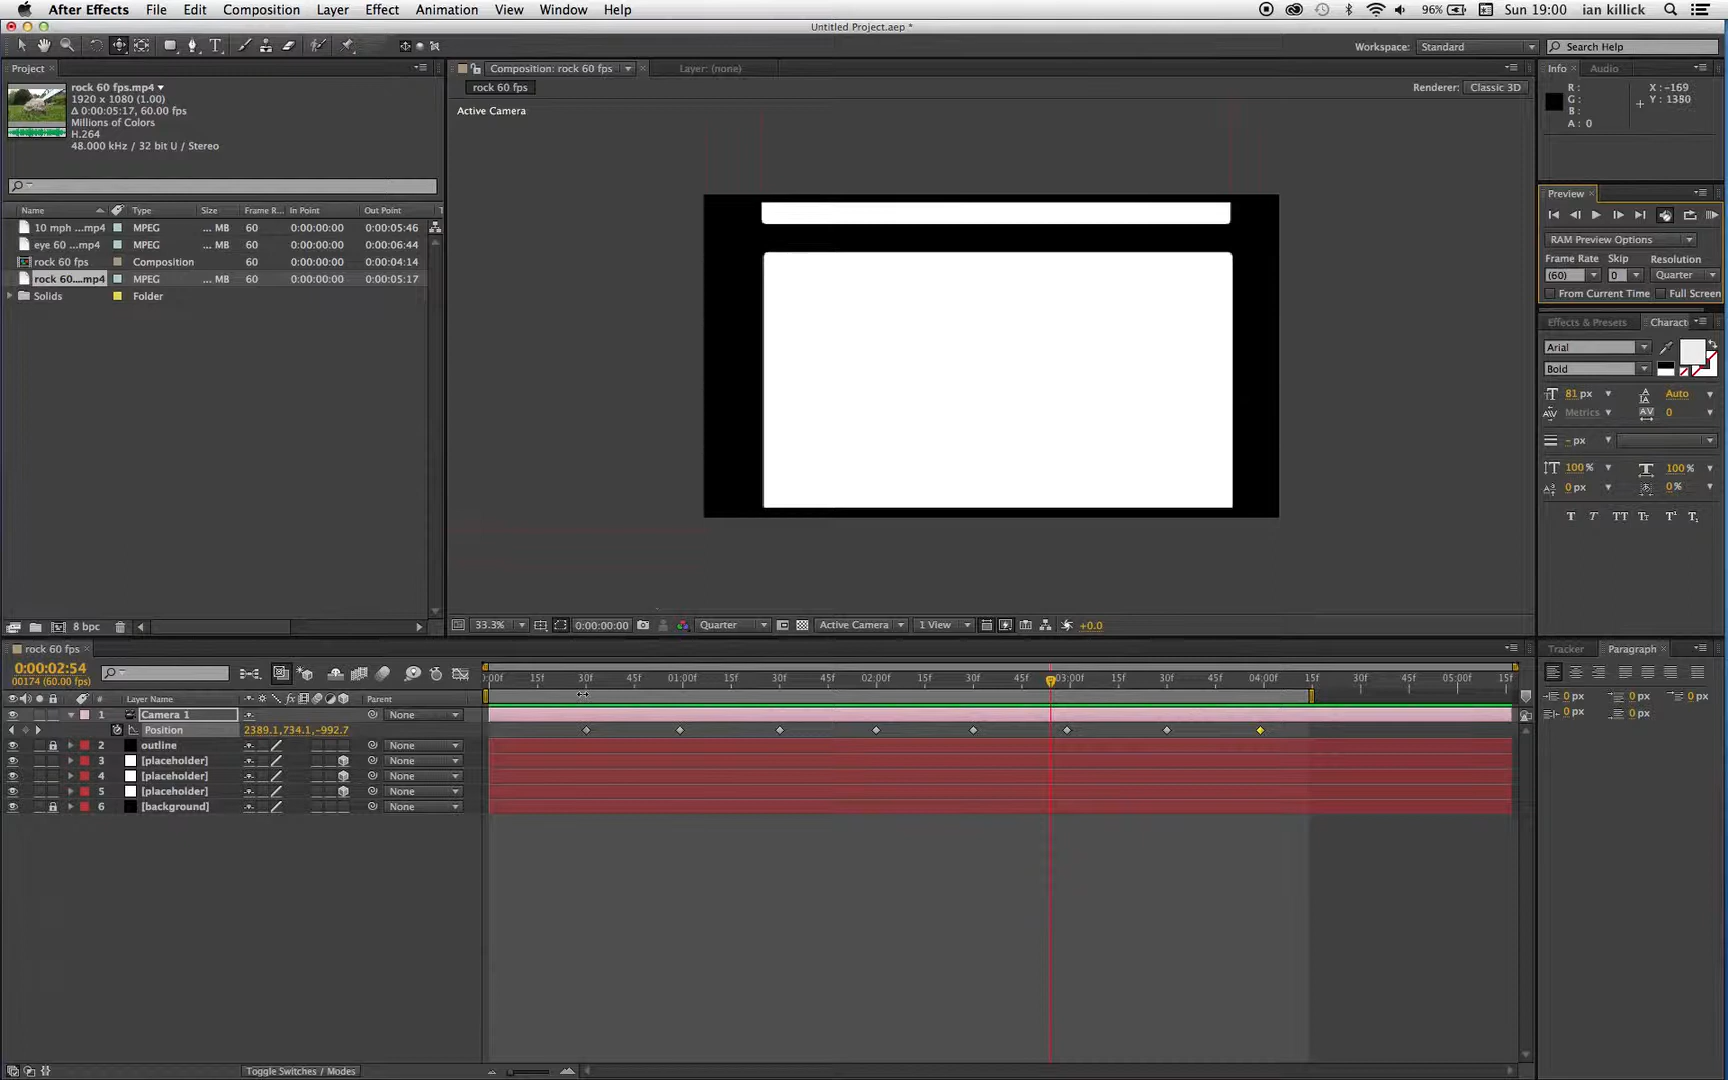 After Effects File Edit Composition Layer Effect Animation View Window Help 96% Sun 19:00 ian killick
Untitled Project.aep *
Workspace: Standard Search Help
Project
rock 60 fps.mp4
1920 x 1080 (1.00)
Δ 0:00:05:17, 60.00 fps
Millions of Colors
H.264
48.000 kHz / 32 bit U / Stereo
Name Type Size Frame R... In Point Out Point
10 mph ...mp4 MPEG ... MB 60 0:00:00:00 0:00:05:46
eye 60 ...mp4 MPEG ... MB 60 0:00:00:00 0:00:06:44
rock 60 fps Composition 60 0:00:00:00 0:00:04:14
rock 60....mp4 MPEG ... MB 60 0:00:00:00 0:00:05:17
Solids Folder
8 bpc
Composition: rock 60 fps Layer: (none)
rock 60 fps Renderer: Classic 3D
Active Camera
33.3% 0:00:00:00 Quarter Active Camera 1 View +0.0
Info Audio
R: X: -169
G: Y: 1380
B:
A: 0
Preview
RAM Preview Options
Frame Rate Skip Resolution
(60) 0 Quarter
From Current Time Full Screen
Effects & Presets Charact
Arial
Bold
81 px Auto
Metrics 0
- px
100% 100%
0 px 0%
T T TT Tr T¹ T₁
rock 60 fps
0:00:02:54
00174 (60.00 fps)
:00f 15f 30f 45f 01:00f 15f 30f 45f 02:00f 15f 30f 45f 03:00f 15f 30f 45f 04:00f 15f 30f 45f 05:00f 15f
# Layer Name Parent
1 Camera 1 None
Position 2389.1,734.1,-992.7
2 outline None
3 [placeholder] None
4 [placeholder] None
5 [placeholder] None
6 [background] None
Toggle Switches / Modes
Tracker Paragraph
0 px 0 px 0 px
0 px 0 px